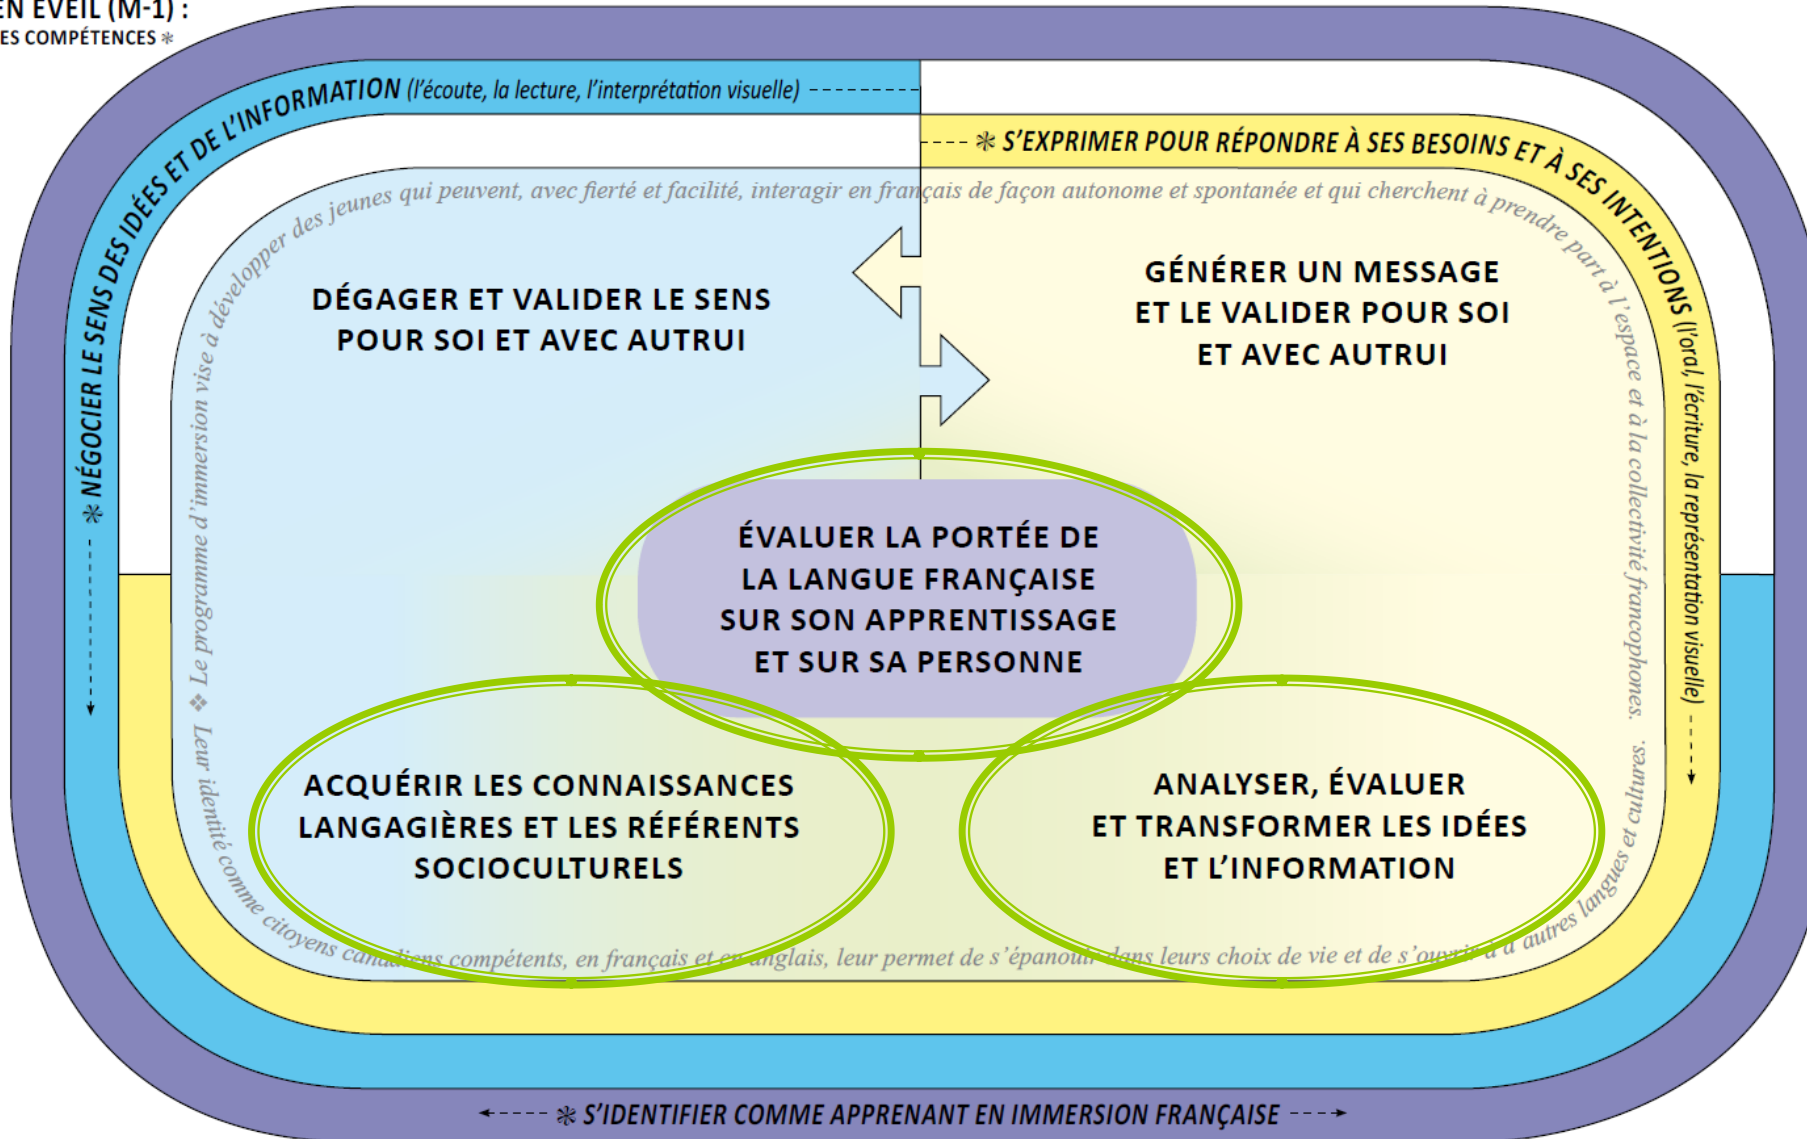 EN ÉVEIL (M-1) :
ES COMPÉTENCES *
* NÉGOCIER LE SENS DES IDÉES ET DE L'INFORMATION (l'écoute, la lecture, l'interprétation visuelle)
* S'EXPRIMER POUR RÉPONDRE À SES BESOINS ET À SES INTENTIONS (l'oral, l'écriture, la représentation visuelle)
❖ Le programme d'immersion vise à développer des jeunes qui peuvent, avec fierté et facilité, interagir en français de façon autonome et spontanée et qui cherchent à prendre part à l'espace et à la collectivité francophones.
DÉGAGER ET VALIDER LE SENS
POUR SOI ET AVEC AUTRUI
GÉNÉRER UN MESSAGE
ET LE VALIDER POUR SOI
ET AVEC AUTRUI
ÉVALUER LA PORTÉE DE
LA LANGUE FRANÇAISE
SUR SON APPRENTISSAGE
ET SUR SA PERSONNE
ACQUÉRIR LES CONNAISSANCES
LANGAGIÈRES ET LES RÉFÉRENTS
SOCIOCULTURELS
ANALYSER, ÉVALUER
ET TRANSFORMER LES IDÉES
ET L'INFORMATION
Leur identité comme citoyens canadiens compétents, en français et en anglais, leur permet de s'épanouir dans leurs choix de vie et de s'ouvrir à d'autres langues et cultures.
* S'IDENTIFIER COMME APPRENANT EN IMMERSION FRANÇAISE